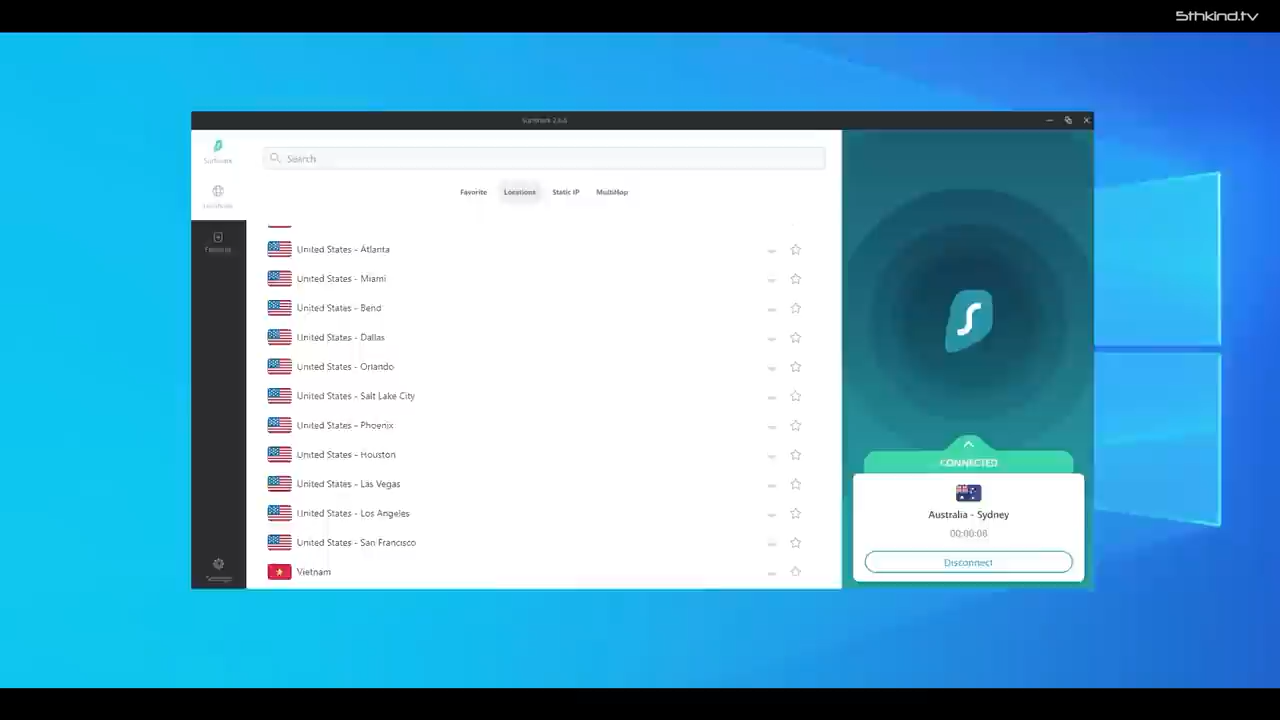 5thkind.tv
Surfshark
Search
Favorite
Locations
Static IP
MultiHop
United States - Atlanta
United States - Miami
United States - Bend
United States - Dallas
United States - Orlando
United States - Salt Lake City
United States - Phoenix
United States - Houston
United States - Las Vegas
United States - Los Angeles
United States - San Francisco
Vietnam
CONNECTED
Australia - Sydney
00:00:06
Disconnect